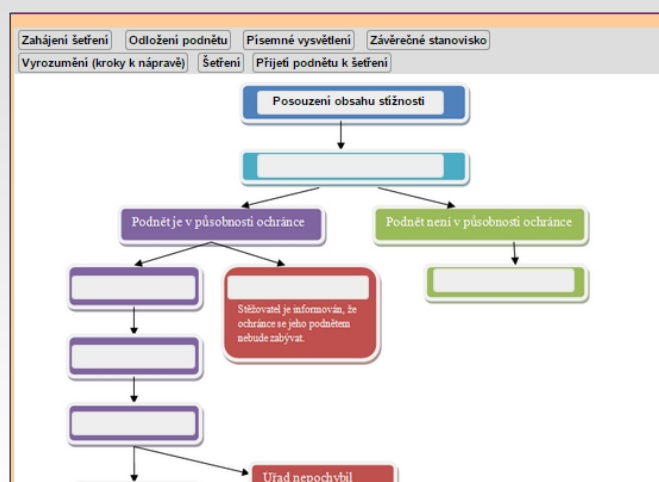 Zahájení šetření
Odložení podnětu
Písemné vysvětlení
Závěrečné stanovisko
Vyrozumění (kroky k nápravě)
Šetření
Přijetí podnětu k šetření
Posouzení obsahu stížnosti
Podnět je v působnosti ochránce
Podnět není v působnosti ochránce
Stěžovatel je informován, že
ochránce se jeho podnětem
nebude zabývat.
Úřad nepochybil